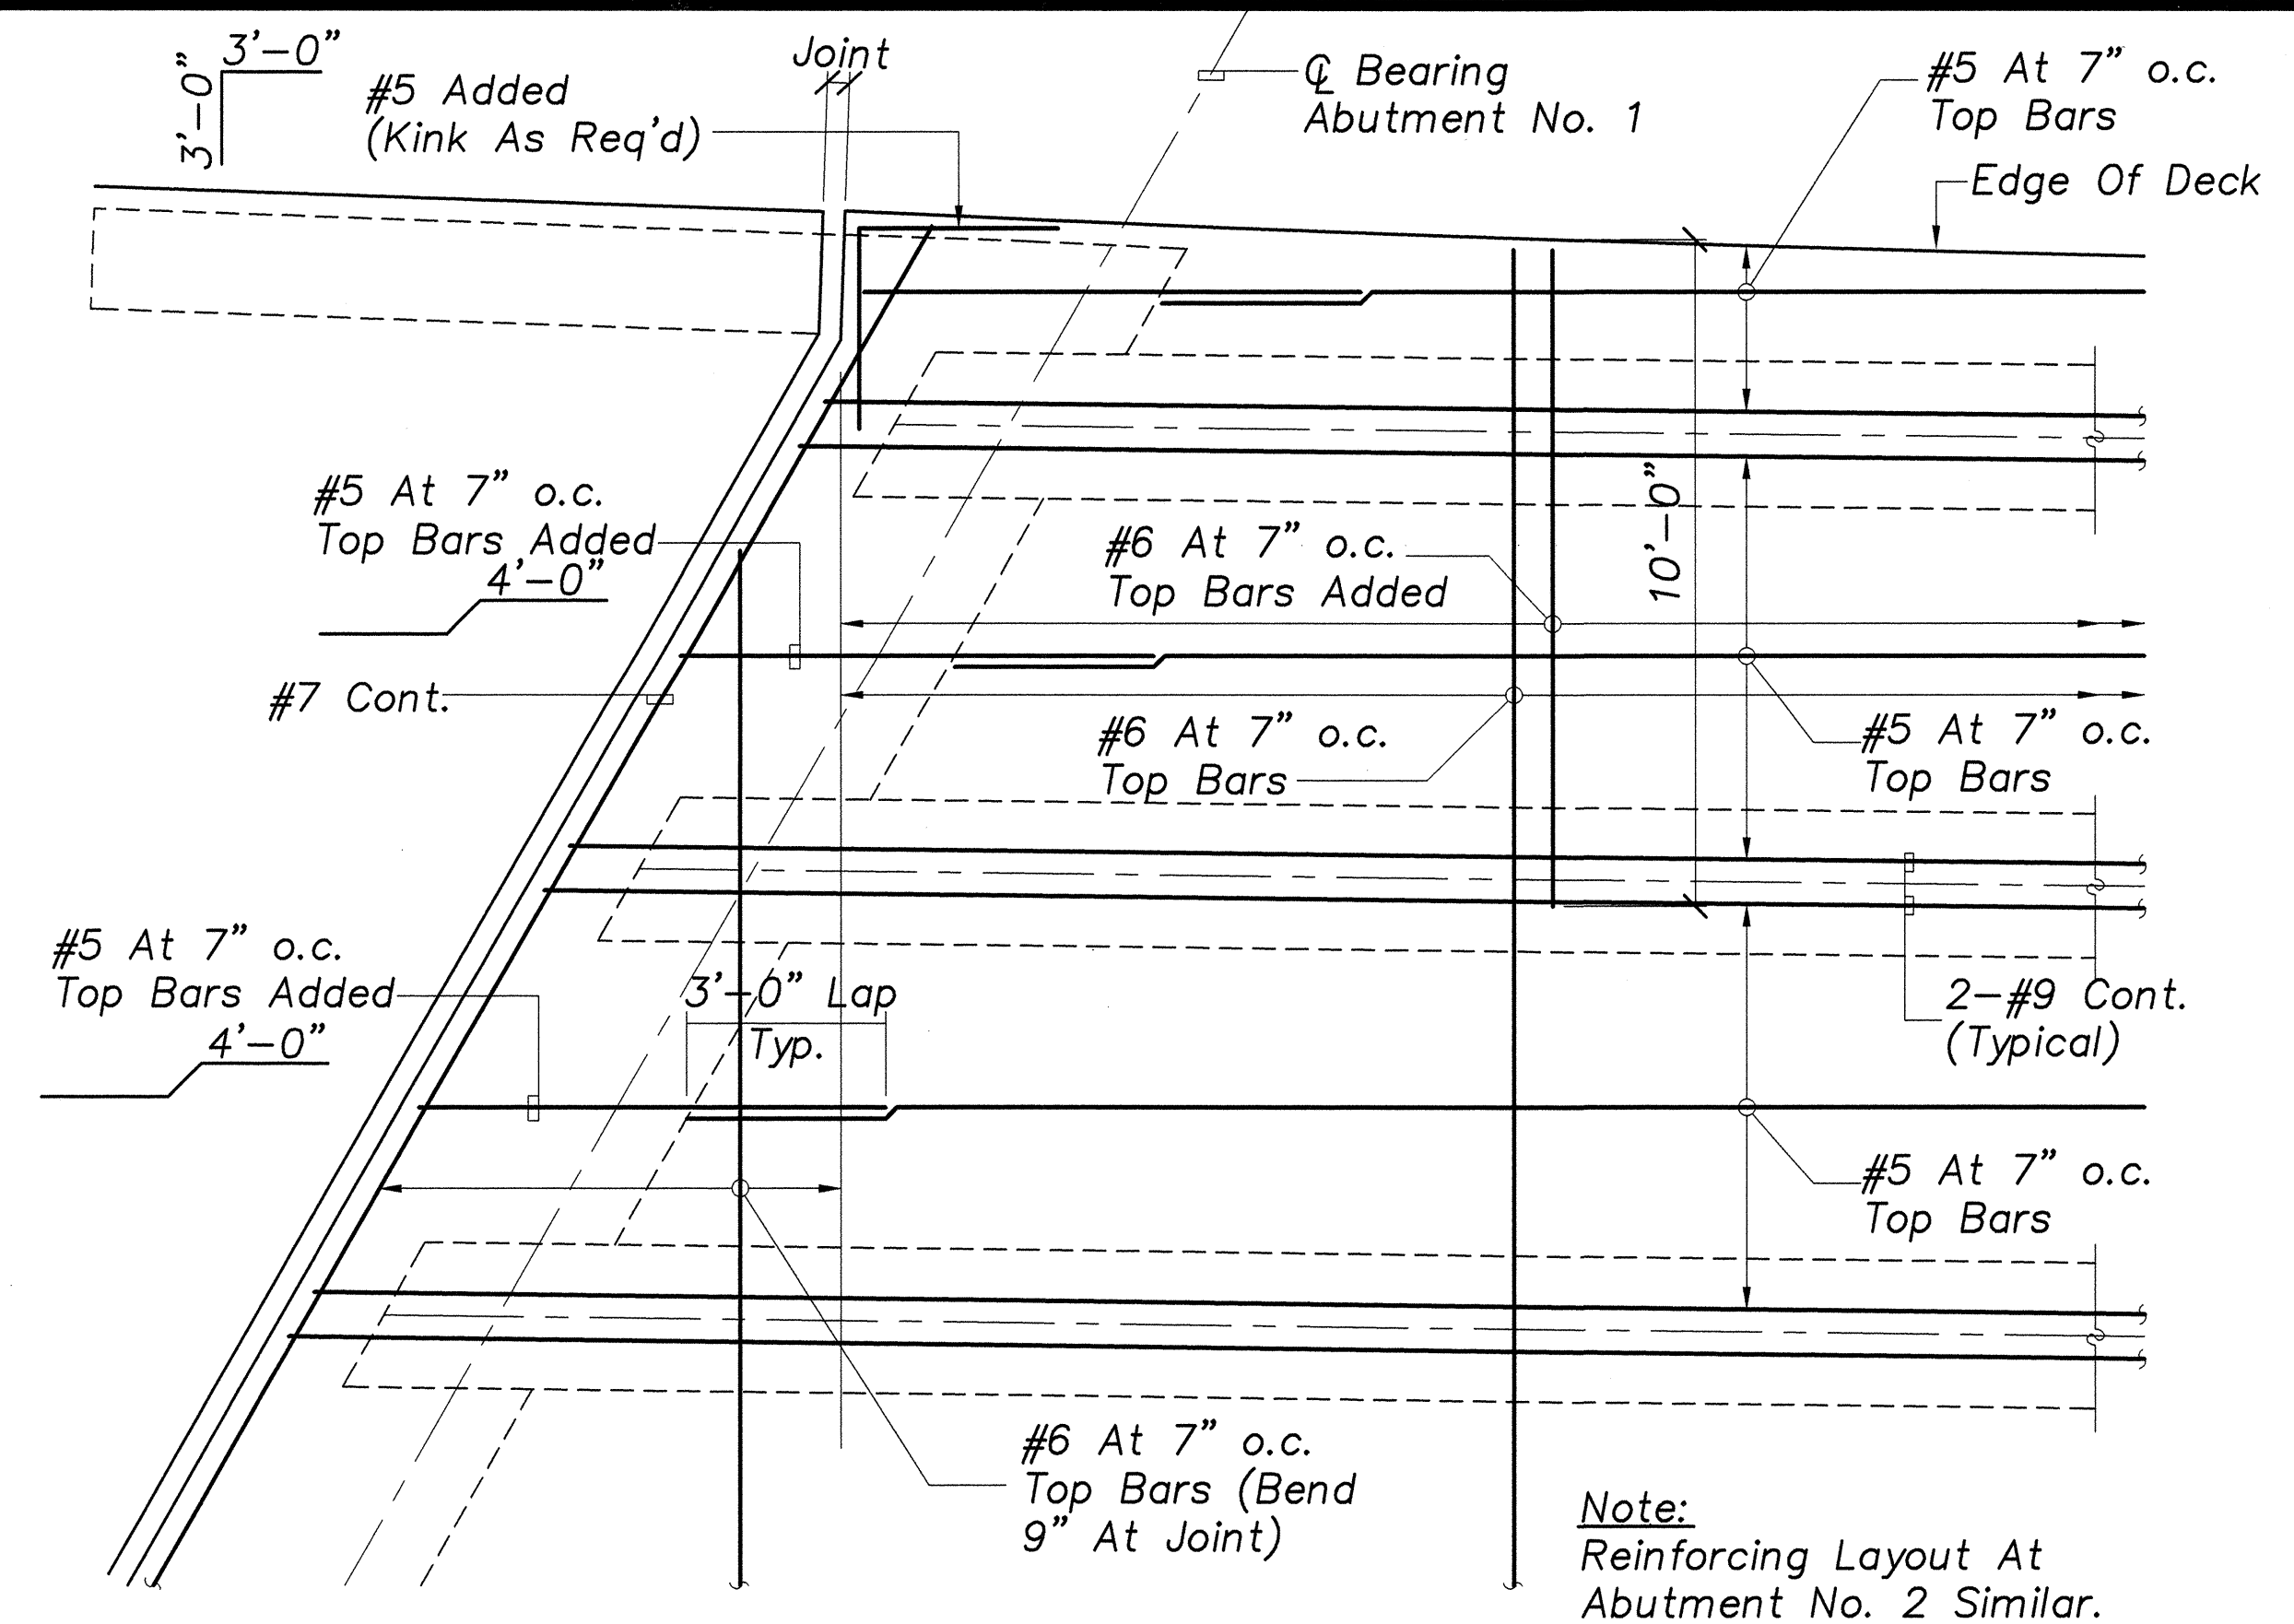 3'-0"
3'-0"
#5 Added
(Kink As Req'd)
Joint
℄ Bearing
Abutment No. 1
#5 At 7" o.c.
Top Bars
Edge Of Deck
#5 At 7" o.c.
Top Bars Added
4'-0"
#6 At 7" o.c.
Top Bars Added
10'-0"
#7 Cont.
#6 At 7" o.c.
Top Bars
#5 At 7" o.c.
Top Bars
#5 At 7" o.c.
Top Bars Added
4'-0"
3'-0" Lap
Typ.
2-#9 Cont.
(Typical)
#5 At 7" o.c.
Top Bars
#6 At 7" o.c.
Top Bars (Bend
9" At Joint)
Note:
Reinforcing Layout At
Abutment No. 2 Similar.